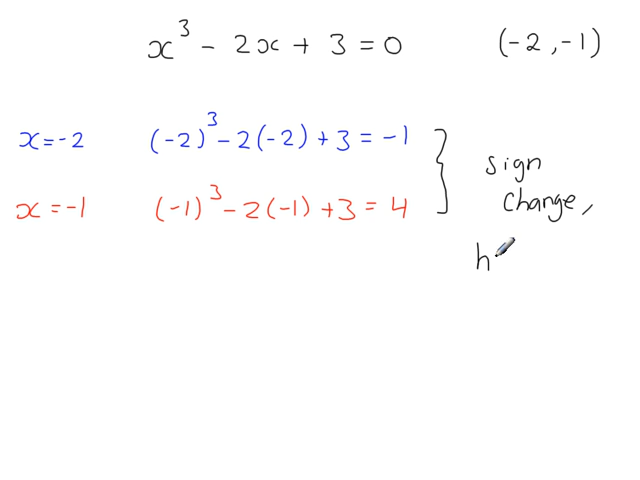 x³ − 2x + 3 = 0 (−2, −1)
x = −2 (−2)³ − 2(−2) + 3 = −1
x = −1 (−1)³ − 2(−1) + 3 = 4
sign
change,
h